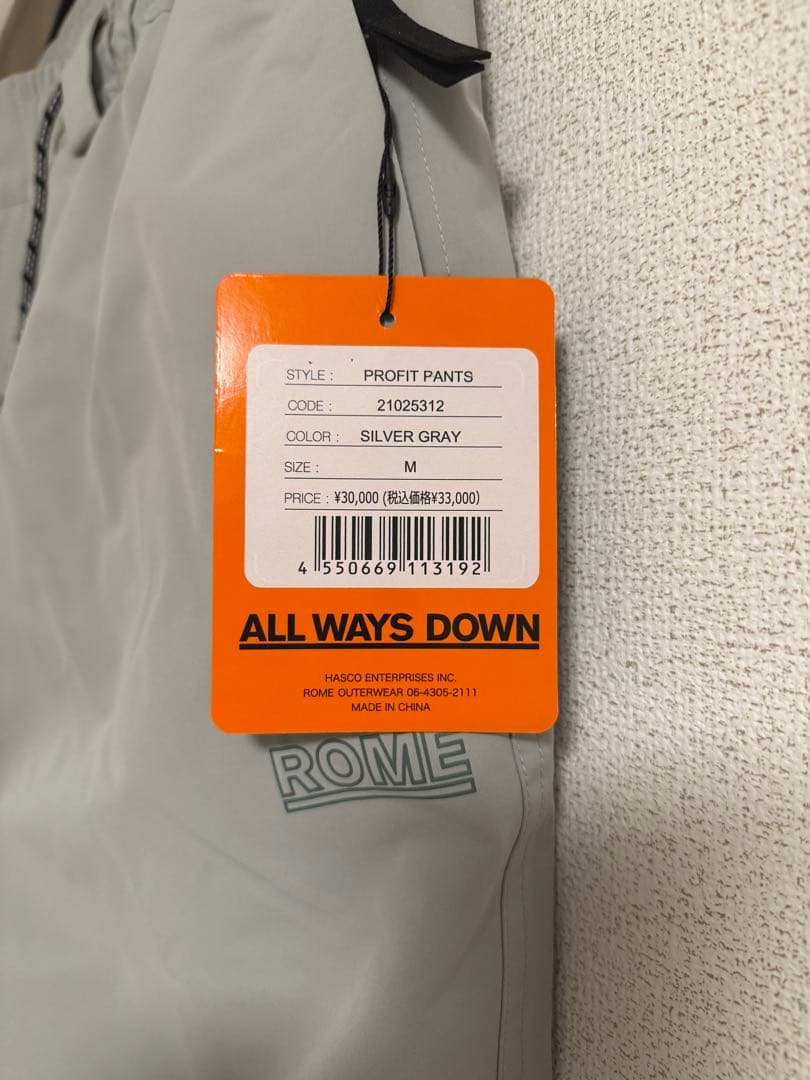 STYLE : PROFIT PANTS
CODE : 21025312
COLOR : SILVER GRAY
SIZE : M
PRICE : ¥30,000 (税込価格¥33,000)
4 550669 113192
ALL WAYS DOWN
HASCO ENTERPRISES INC.
ROME OUTERWEAR 06-4305-2111
MADE IN CHINA
ROME